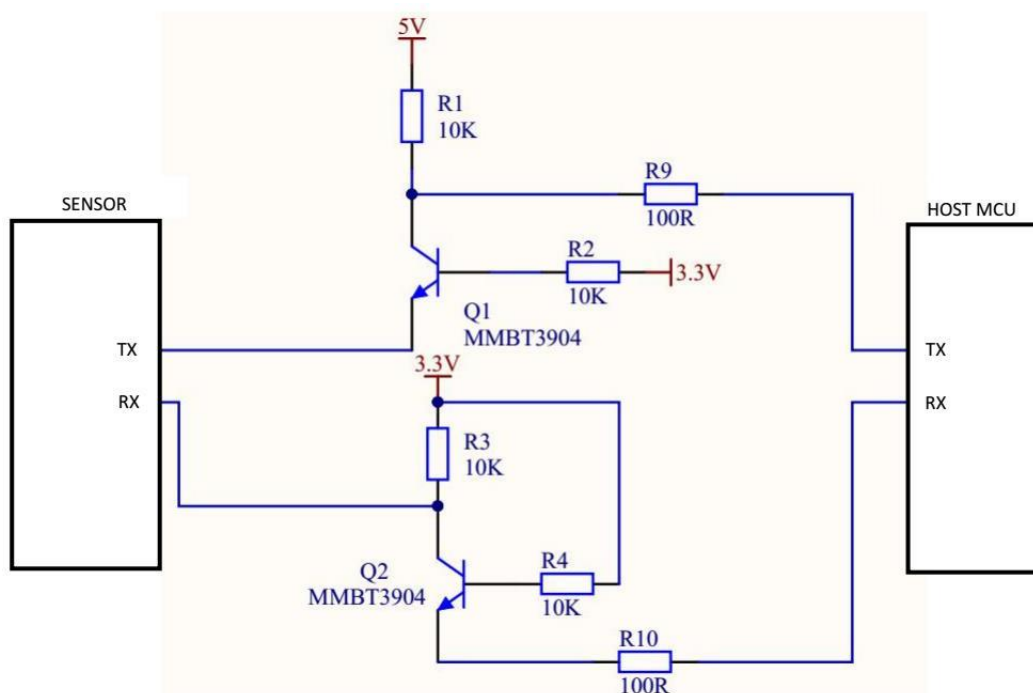 5V
R1
10K
R9
100R
SENSOR
HOST MCU
R2
10K
3.3V
Q1
MMBT3904
TX
TX
3.3V
RX
RX
R3
10K
R4
10K
Q2
MMBT3904
R10
100R